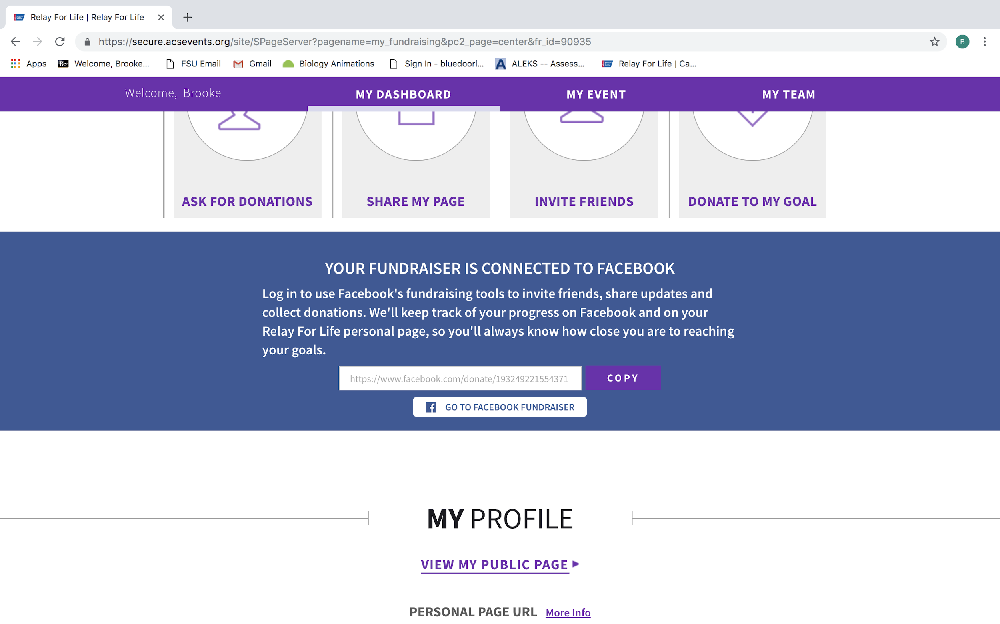 Relay For Life | Relay For Life
https://secure.acsevents.org/site/SPageServer?pagename=my_fundraising&pc2_page=center&fr_id=90935
B
Apps Bb Welcome, Brooke... FSU Email Gmail Biology Animations Sign In - bluedoorl... A ALEKS -- Assess... Relay For Life | Ca...
Welcome, Brooke MY DASHBOARD MY EVENT MY TEAM
ASK FOR DONATIONS SHARE MY PAGE INVITE FRIENDS DONATE TO MY GOAL
YOUR FUNDRAISER IS CONNECTED TO FACEBOOK
Log in to use Facebook's fundraising tools to invite friends, share updates and
collect donations. We'll keep track of your progress on Facebook and on your
Relay For Life personal page, so you'll always know how close you are to reaching
your goals.
https://www.facebook.com/donate/193249221554371 COPY
GO TO FACEBOOK FUNDRAISER
MY PROFILE
VIEW MY PUBLIC PAGE
PERSONAL PAGE URL More Info